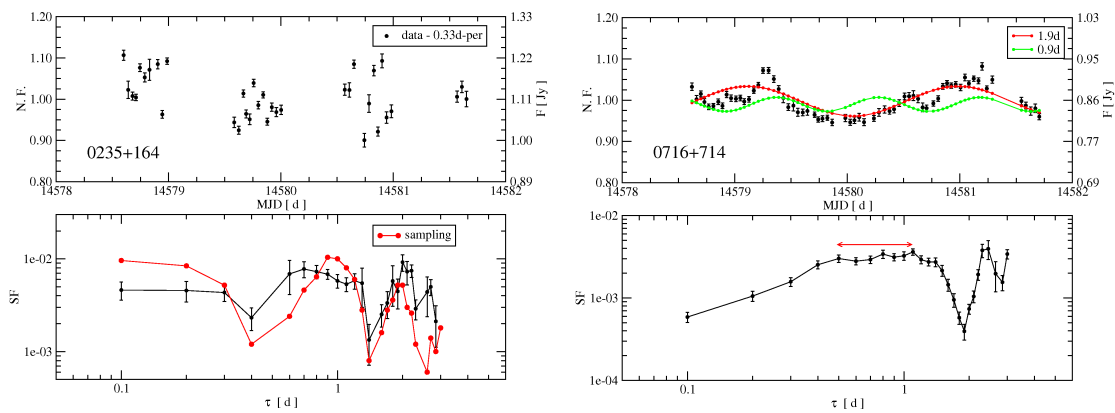 1.20
1.10
1.00
0.90
0.80
N. F.
data - 0.33d-per
0235+164
1.33
1.22
1.11
1.00
0.89
F [ Jy ]
14578
14579
14580
14581
14582
MJD [ d ]
1.20
1.10
1.00
0.90
0.80
N. F.
1.9d
0.9d
0716+714
1.03
0.95
0.86
0.77
0.69
F [ Jy ]
14578
14579
14580
14581
14582
MJD [ d ]
1e-02
1e-03
SF
sampling
0.1
1
τ [ d ]
1e-02
1e-03
1e-04
SF
0.1
1
τ [ d ]